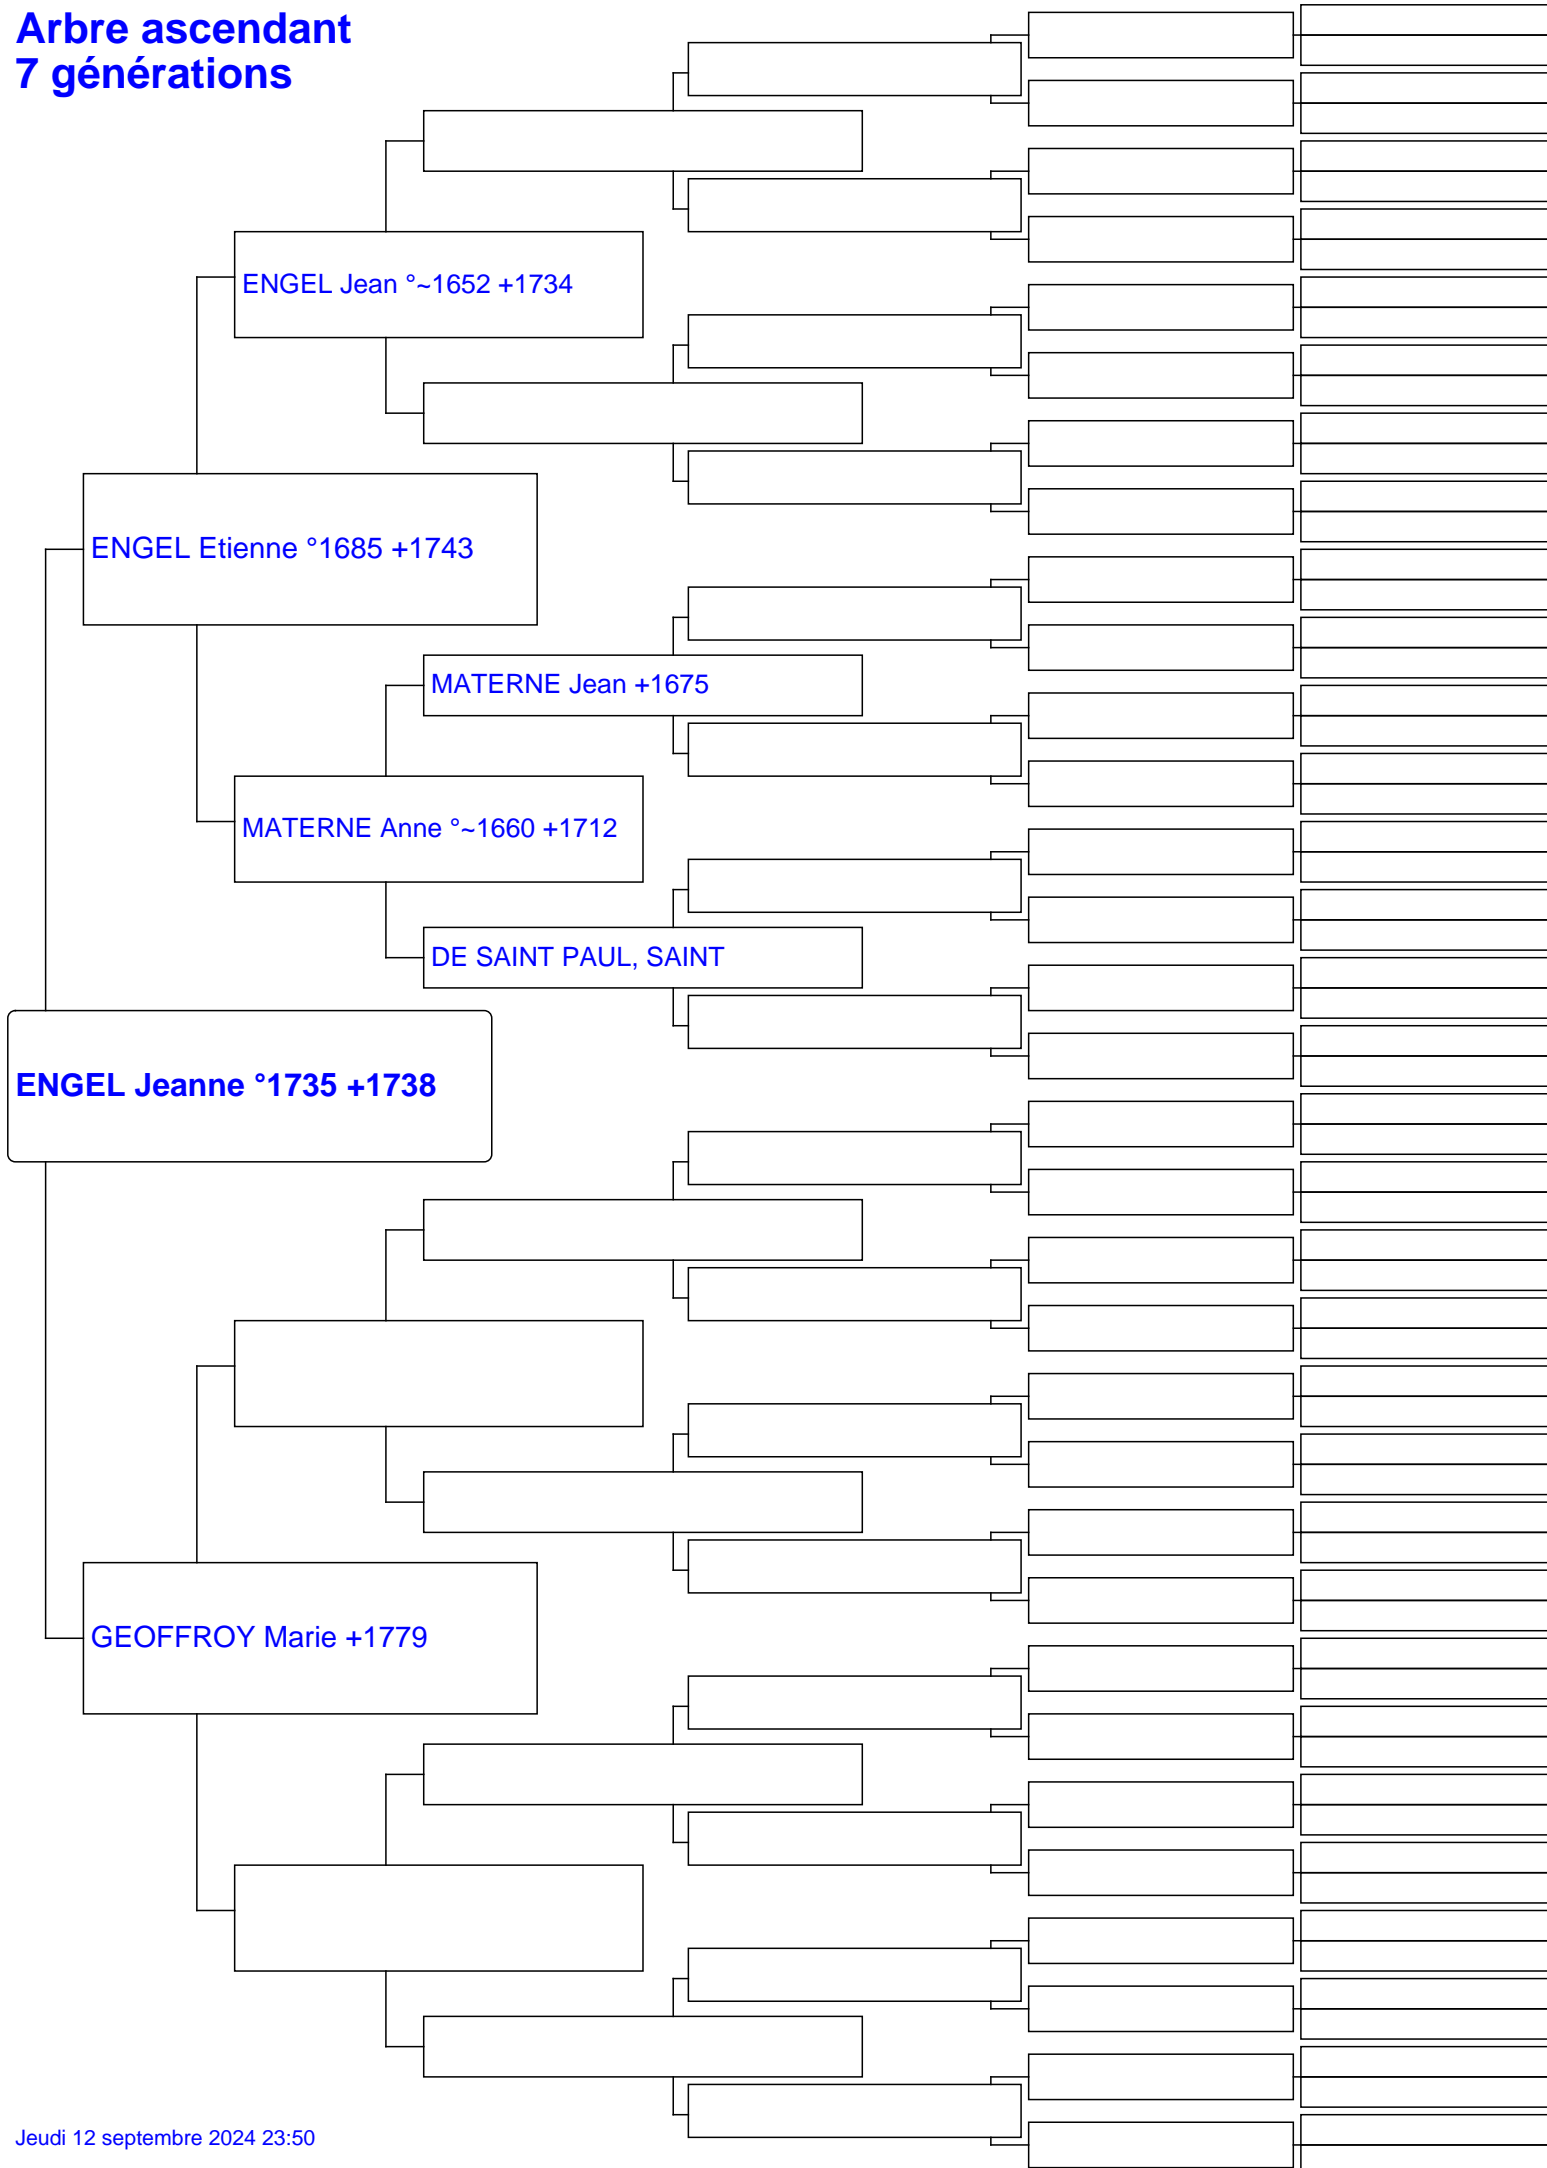 Arbre ascendant
7 générations
ENGEL Jean °~1652 +1734
ENGEL Etienne °1685 +1743
MATERNE Jean +1675
MATERNE Anne °~1660 +1712
DE SAINT PAUL, SAINT
ENGEL Jeanne °1735 +1738
GEOFFROY Marie +1779
Jeudi 12 septembre 2024 23:50